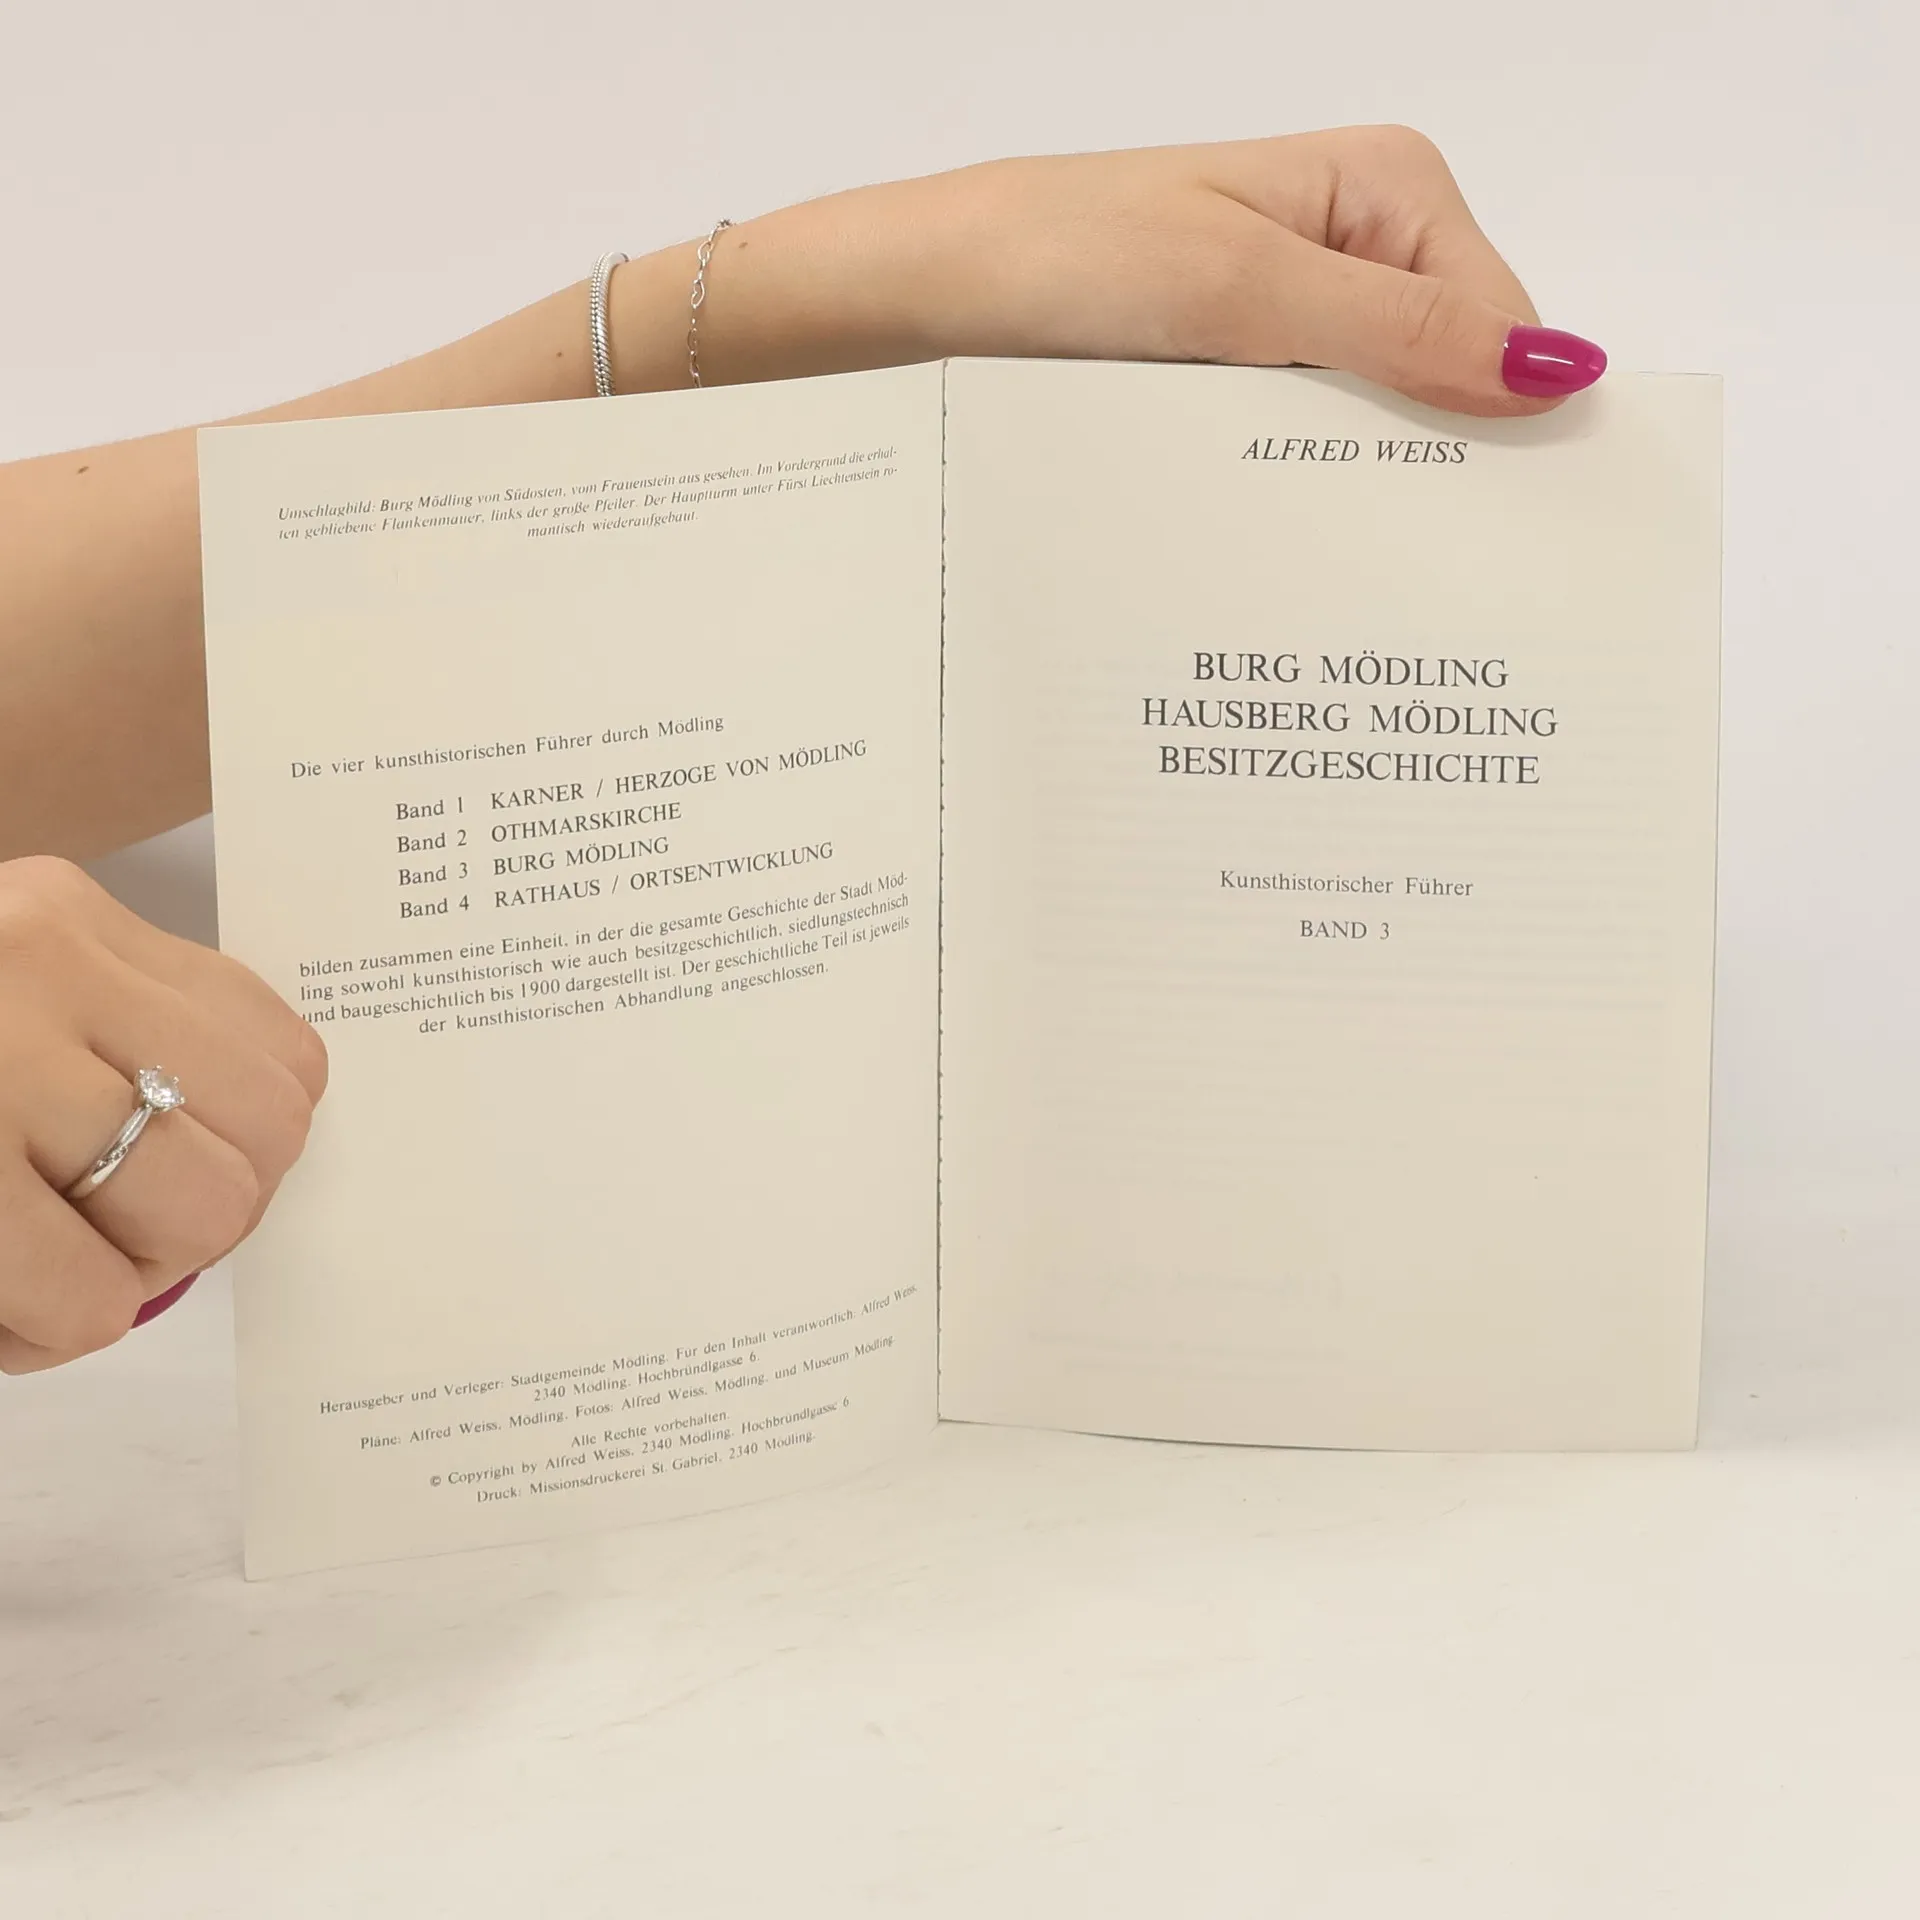 Umschlagbild: Burg Mödling von Südosten, vom Frauenstein aus gesehen. Im Vordergrund die erhal-
ten gebliebene Flankenmauer, links der große Pfeiler. Der Hauptturm unter Fürst Liechtenstein ro-
mantisch wiederaufgebaut.
Die vier kunsthistorischen Führer durch Mödling
Band 1 KARNER / HERZOGE VON MÖDLING
Band 2 OTHMARSKIRCHE
Band 3 BURG MÖDLING
Band 4 RATHAUS / ORTSENTWICKLUNG
bilden zusammen eine Einheit, in der die gesamte Geschichte der Stadt Möd-
ling sowohl kunsthistorisch wie auch besitzgeschichtlich, siedlungstechnisch
und baugeschichtlich bis 1900 dargestellt ist. Der geschichtliche Teil ist jeweils
der kunsthistorischen Abhandlung angeschlossen.
Herausgeber und Verleger: Stadtgemeinde Mödling. Für den Inhalt verantwortlich: Alfred Weiss,
2340 Mödling, Hochbründlgasse 6.
Pläne: Alfred Weiss, Mödling. Fotos: Alfred Weiss, Mödling, und Museum Mödling.
Alle Rechte vorbehalten.
© Copyright by Alfred Weiss, 2340 Mödling, Hochbründlgasse 6
Druck: Missionsdruckerei St. Gabriel, 2340 Mödling.
ALFRED WEISS
BURG MÖDLING
HAUSBERG MÖDLING
BESITZGESCHICHTE
Kunsthistorischer Führer
BAND 3